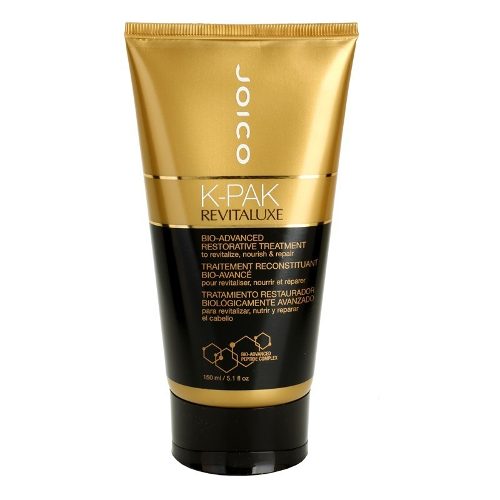 JOICO
K-PAK
REVITALUXE
BIO-ADVANCED
RESTORATIVE TREATMENT
to revitalize, nourish & repair
TRAITEMENT RECONSTITUANT
BIO-AVANCÉ
pour revitaliser, nourrir et réparer
TRATAMIENTO RESTAURADOR
BIOLÓGICAMENTE AVANZADO
para revitalizar, nutrir y reparar
el cabello
BIO-ADVANCED
PEPTIDE COMPLEX
150 ml / 5.1 fl oz